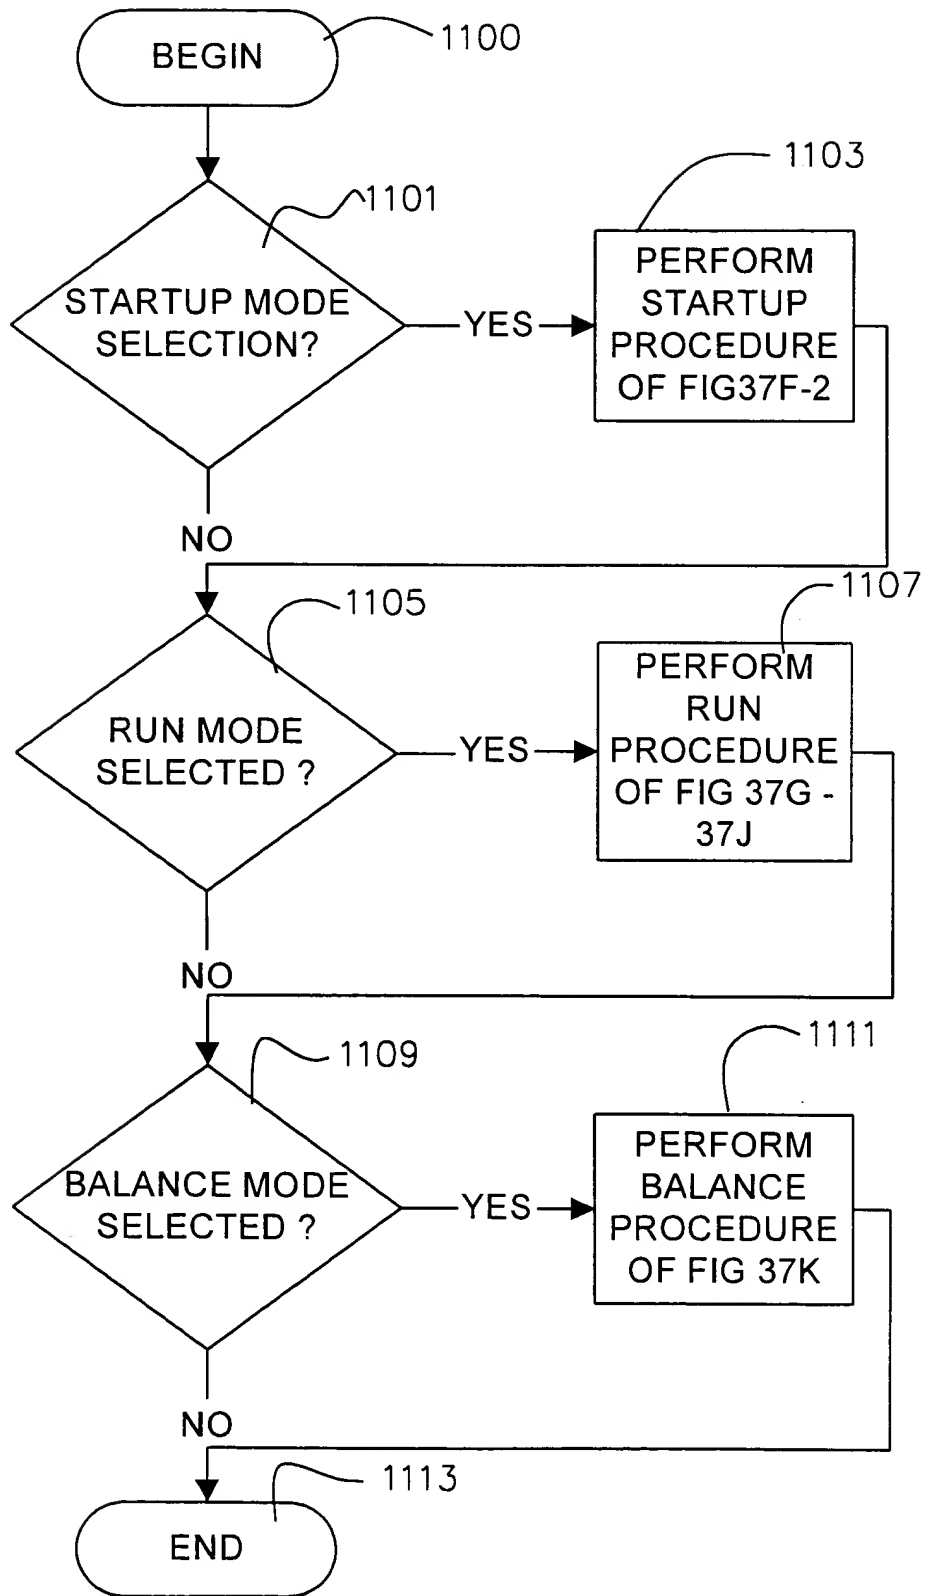 BEGIN
1100
1101
STARTUP MODE
SELECTION?
YES
1103
PERFORM
STARTUP
PROCEDURE
OF FIG37F-2
NO
1105
RUN MODE
SELECTED ?
YES
1107
PERFORM
RUN
PROCEDURE
OF FIG 37G -
37J
NO
1109
BALANCE MODE
SELECTED ?
YES
1111
PERFORM
BALANCE
PROCEDURE
OF FIG 37K
NO
1113
END